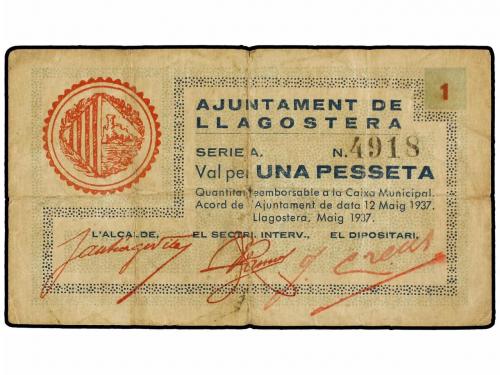 1
AJUNTAMENT DE
LLAGOSTERA
SERIE A. N. 4918
Val per UNA PESSETA
Quantitat reemborsable a la Caixa Municipal.
Acord de l'Ajuntament de data 12 Maig 1937.
Llagostera, Maig 1937.
L'ALCALDE, EL SECTRI. INTERV., EL DIPOSITARI,